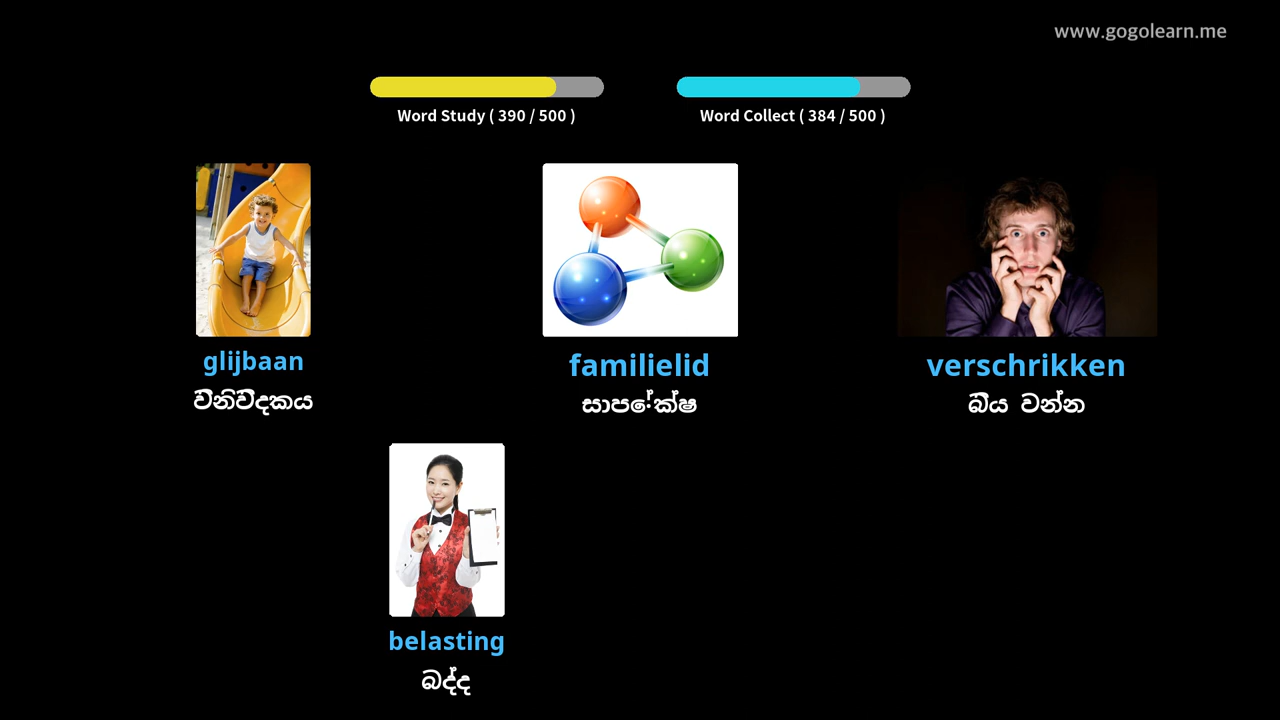 www.gogolearn.me
Word Study ( 390 / 500 )
Word Collect ( 384 / 500 )
glijbaan
විනිවිදකය
familielid
සාපේක්ෂ
verschrikken
බිය වන්න
belasting
බද්ද